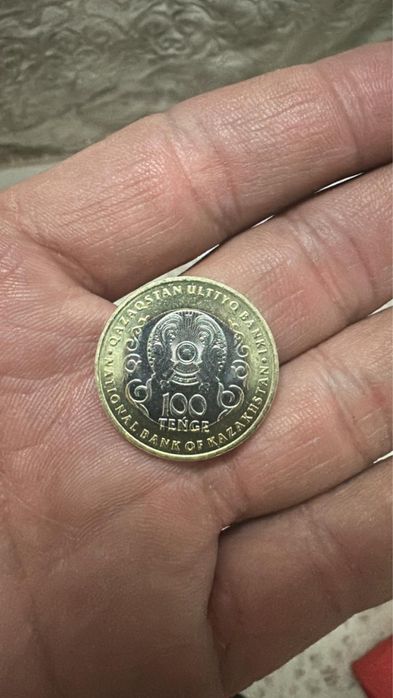 QAZAQSTAN ULTTYQ BANKI
100
TEŃGE
NATIONAL BANK OF KAZAKHSTAN